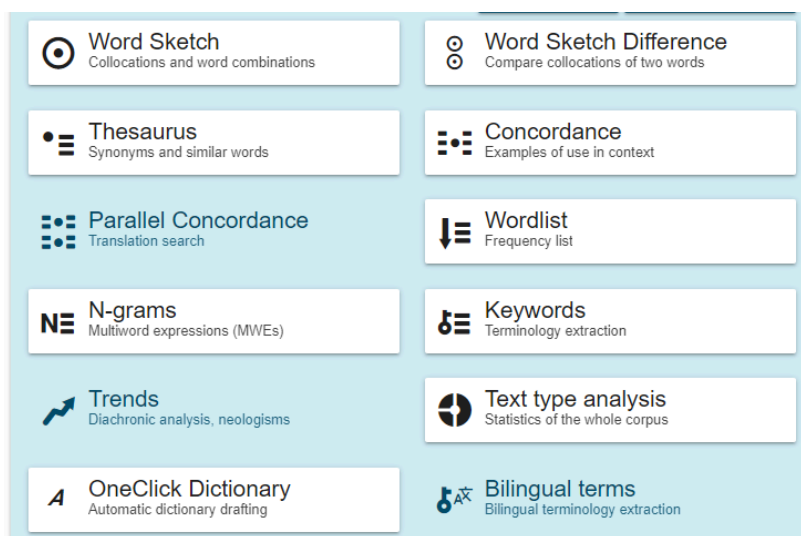 Word Sketch
Collocations and word combinations
Word Sketch Difference
Compare collocations of two words
Thesaurus
Synonyms and similar words
Concordance
Examples of use in context
Parallel Concordance
Translation search
Wordlist
Frequency list
N-grams
Multiword expressions (MWEs)
Keywords
Terminology extraction
Trends
Diachronic analysis, neologisms
Text type analysis
Statistics of the whole corpus
OneClick Dictionary
Automatic dictionary drafting
Bilingual terms
Bilingual terminology extraction